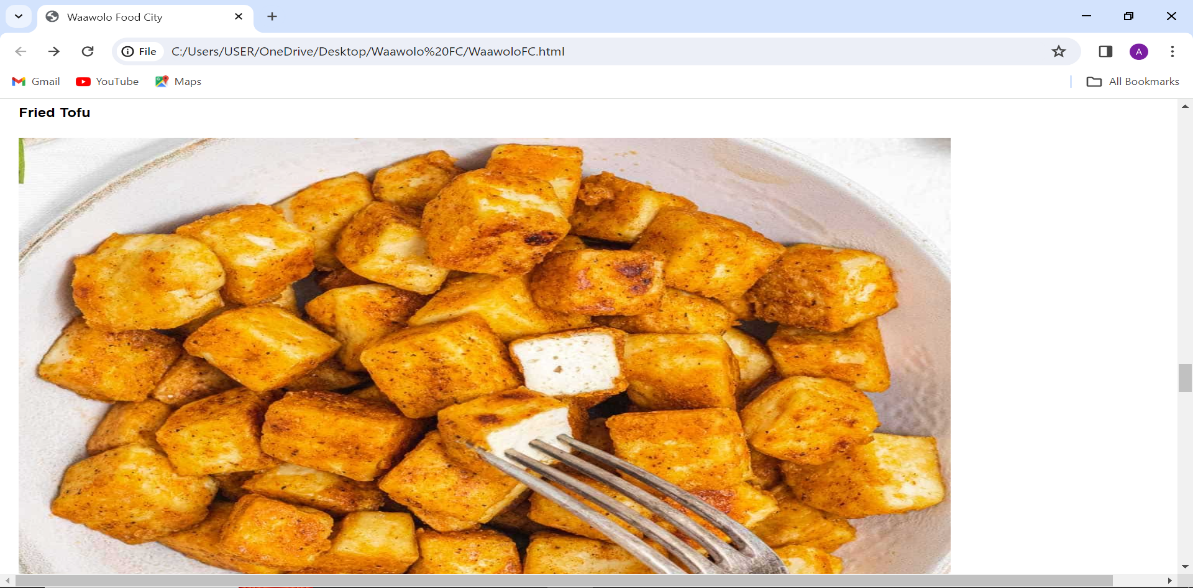 Waawolo Food City
File
C:/Users/USER/OneDrive/Desktop/Waawolo%20FC/WaawoloFC.html
A
Gmail
YouTube
Maps
All Bookmarks
Fried Tofu